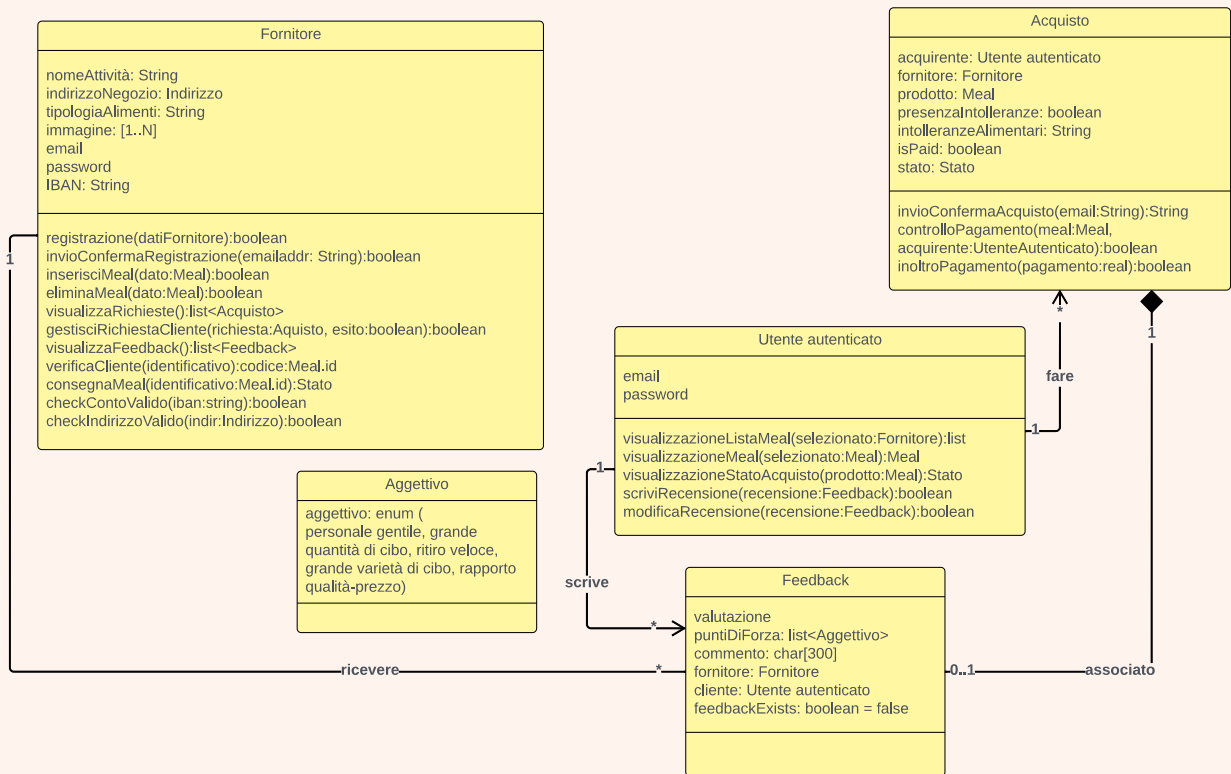 Fornitore
nomeAttività: String
indirizzoNegozio: Indirizzo
tipologiaAlimenti: String
immagine: [1..N]
email
password
IBAN: String
registrazione(datiFornitore):boolean
invioConfermaRegistrazione(emailaddr: String):boolean
inserisciMeal(dato:Meal):boolean
eliminaMeal(dato:Meal):boolean
visualizzaRichieste():list<Acquisto>
gestisciRichiestaCliente(richiesta:Aquisto, esito:boolean):boolean
visualizzaFeedback():list<Feedback>
verificaCliente(identificativo):codice:Meal.id
consegnaMeal(identificativo:Meal.id):Stato
checkContoValido(iban:string):boolean
checkIndirizzoValido(indir:Indirizzo):boolean
Acquisto
acquirente: Utente autenticato
fornitore: Fornitore
prodotto: Meal
presenzaIntolleranze: boolean
intolleranzeAlimentari: String
isPaid: boolean
stato: Stato
invioConfermaAcquisto(email:String):String
controlloPagamento(meal:Meal,
acquirente:UtenteAutenticato):boolean
inoltroPagamento(pagamento:real):boolean
1
*
1
fare
1
Utente autenticato
email
password
visualizzazioneListaMeal(selezionato:Fornitore):list
visualizzazioneMeal(selezionato:Meal):Meal
visualizzazioneStatoAcquisto(prodotto:Meal):Stato
scriviRecensione(recensione:Feedback):boolean
modificaRecensione(recensione:Feedback):boolean
1
scrive
*
Aggettivo
aggettivo: enum (
personale gentile, grande
quantità di cibo, ritiro veloce,
grande varietà di cibo, rapporto
qualità-prezzo)
Feedback
valutazione
puntiDiForza: list<Aggettivo>
commento: char[300]
fornitore: Fornitore
cliente: Utente autenticato
feedbackExists: boolean = false
ricevere
*
0..1
associato